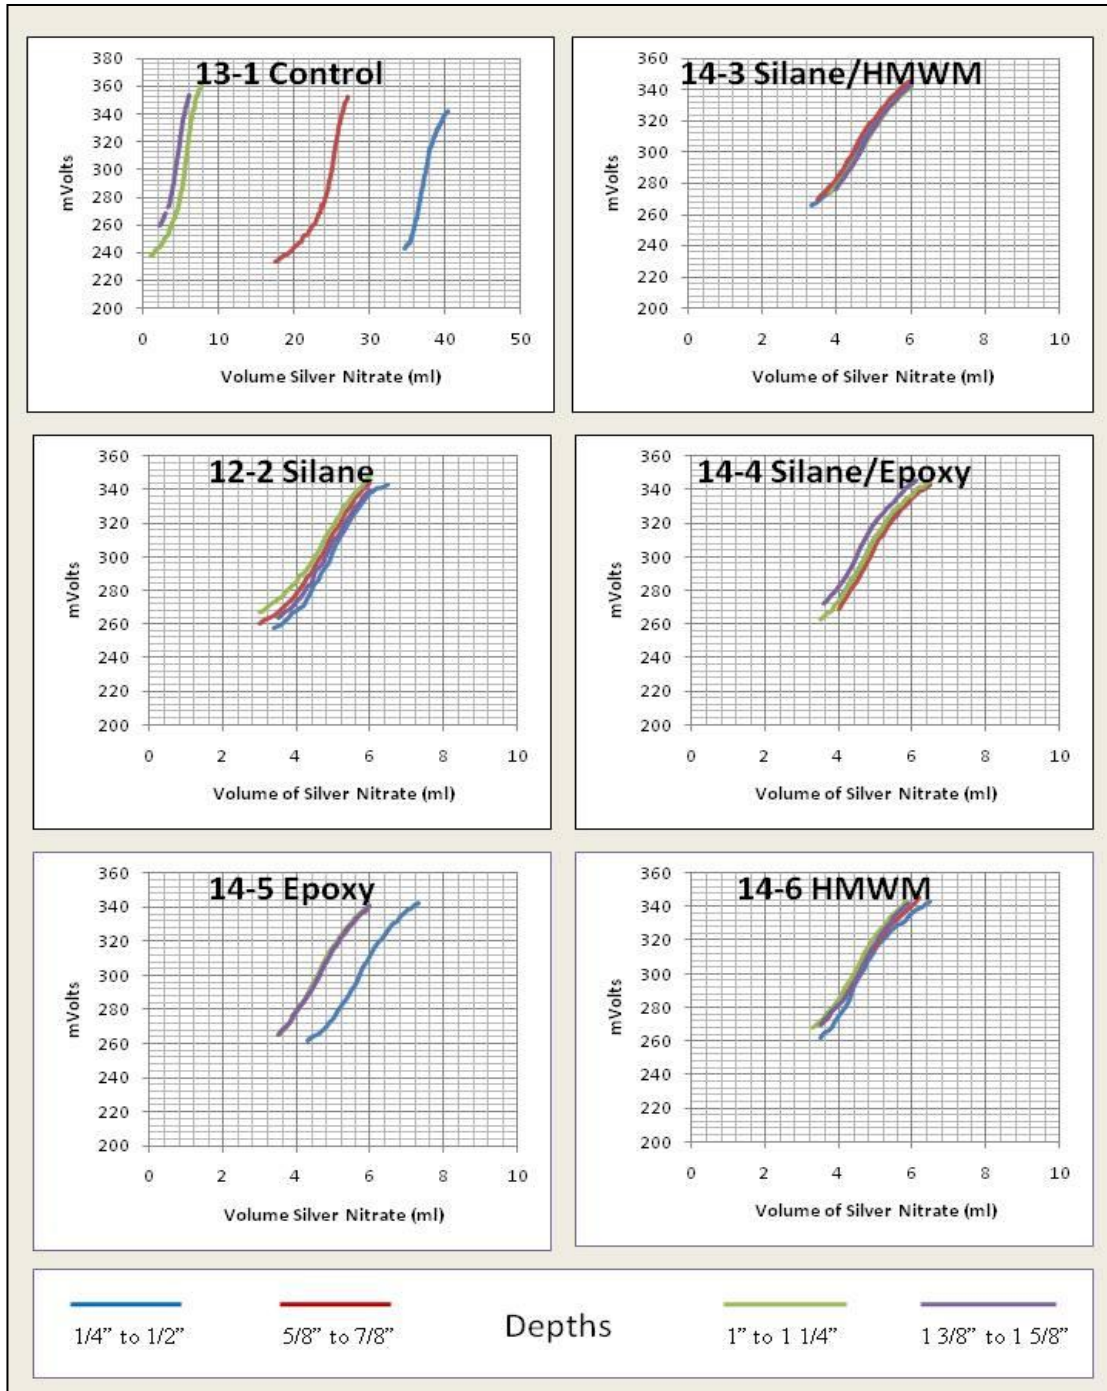 13-1 Control
380
360
340
320
300
280
260
240
220
200
mVolts
0 10 20 30 40 50
Volume Silver Nitrate (ml)
14-3 Silane/HMWM
360
340
320
300
280
260
240
220
200
mVolts
0 2 4 6 8 10
Volume of Silver Nitrate (ml)
12-2 Silane
360
340
320
300
280
260
240
220
200
mVolts
0 2 4 6 8 10
Volume of Silver Nitrate (ml)
14-4 Silane/Epoxy
360
340
320
300
280
260
240
220
200
mVolts
0 2 4 6 8 10
Volume of Silver Nitrate (ml)
14-5 Epoxy
360
340
320
300
280
260
240
220
200
mVolts
0 2 4 6 8 10
Volume Silver Nitrate (ml)
14-6 HMWM
360
340
320
300
280
260
240
220
200
mVolts
0 2 4 6 8 10
Volume of Silver Nitrate (ml)
1/4” to 1/2”
5/8” to 7/8”
Depths
1” to 1 1/4”
1 3/8” to 1 5/8”